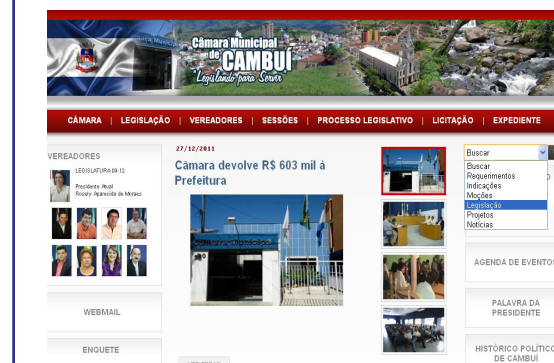 Câmara Municipal
de CAMBUÍ
Legislando para Servir
CÂMARA | LEGISLAÇÃO | VEREADORES | SESSÕES | PROCESSO LEGISLATIVO | LICITAÇÃO | EXPEDIENTE
VEREADORES
LEGISLATURA 09-12
Presidente Atual
Rosely Aparecida de Moraes
WEBMAIL
ENQUETE
27/12/2011
Câmara devolve R$ 603 mil à
Prefeitura
Câmara Municipal
Buscar
Buscar
Requerimentos
Indicações
Moções
Legislação
Projetos
Notícias
AGENDA DE EVENTOS
PALAVRA DA
PRESIDENTE
HISTÓRICO POLÍTICO
DE CAMBUÍ